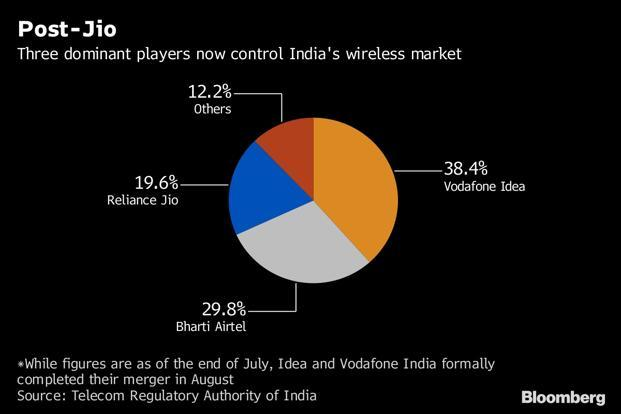 Post-Jio
Three dominant players now control India's wireless market
12.2%
Others
38.4%
Vodafone Idea
19.6%
Reliance Jio
29.8%
Bharti Airtel
*While figures are as of the end of July, Idea and Vodafone India formally
completed their merger in August
Source: Telecom Regulatory Authority of India
Bloomberg